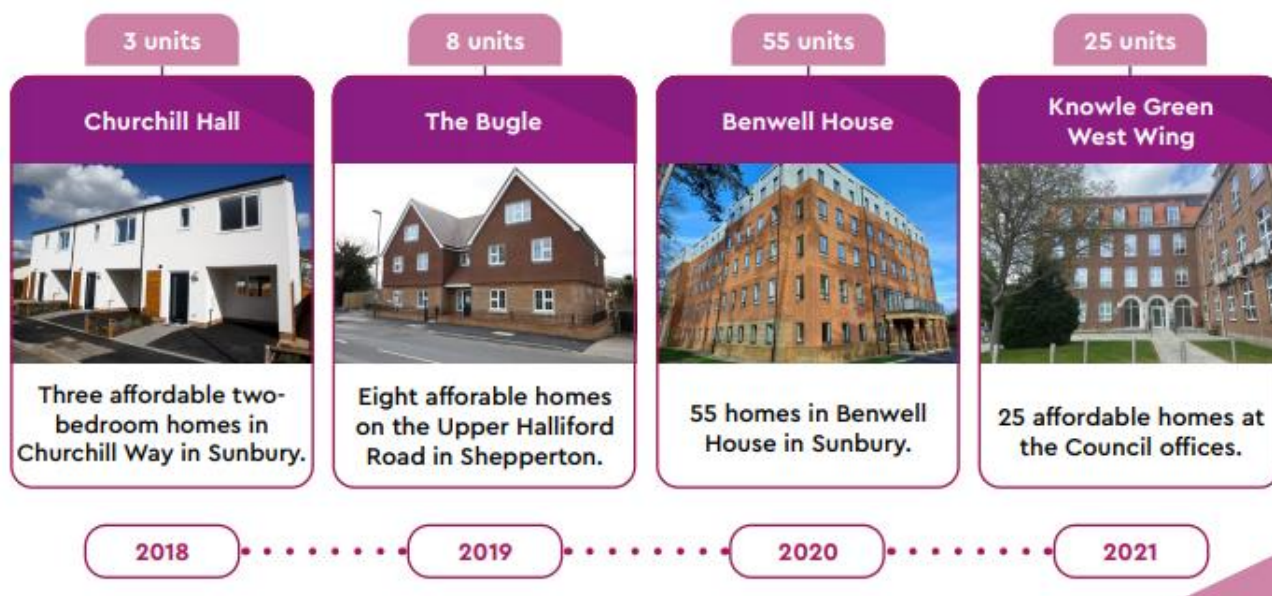 3 units
Churchill Hall
Three affordable two-
bedroom homes in
Churchill Way in Sunbury.
2018
8 units
The Bugle
Eight afforable homes
on the Upper Halliford
Road in Shepperton.
2019
55 units
Benwell House
55 homes in Benwell
House in Sunbury.
2020
25 units
Knowle Green
West Wing
25 affordable homes at
the Council offices.
2021